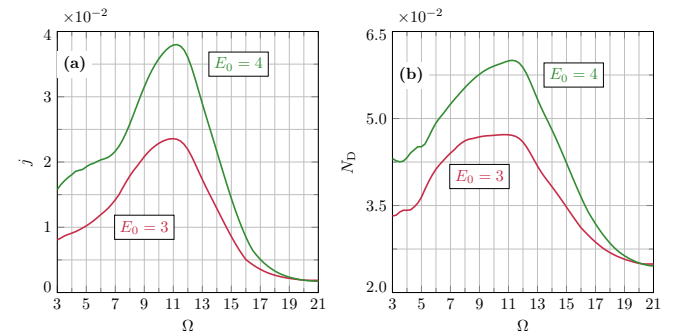 ×10⁻²
4
3
2
1
0
j
(a)
E₀ = 4
E₀ = 3
3 5 7 9 11 13 15 17 19 21
Ω
×10⁻²
6.5
5.0
3.5
2.0
N_D
(b)
E₀ = 4
E₀ = 3
3 5 7 9 11 13 15 17 19 21
Ω